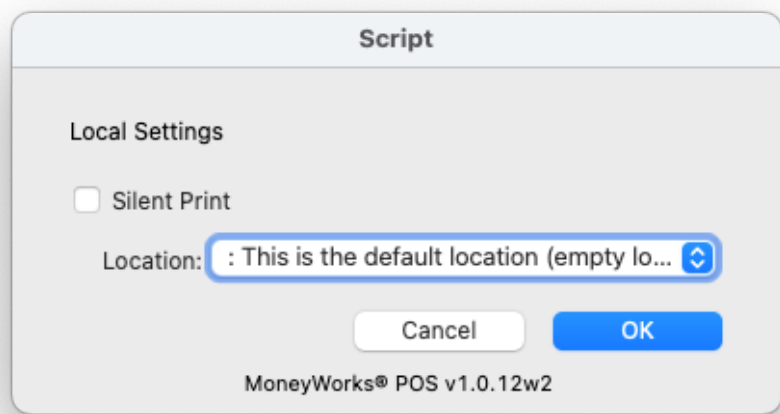 Script
Local Settings
Silent Print
Location: : This is the default location (empty lo...
Cancel OK
MoneyWorks® POS v1.0.12w2